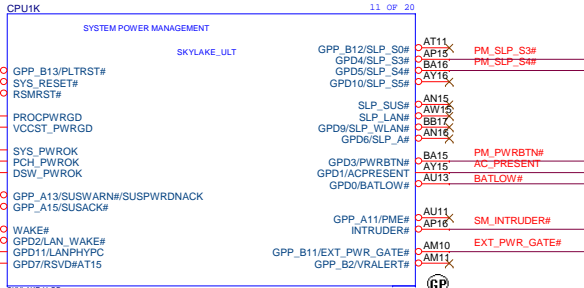 CPU1K
11 OF 20
SYSTEM POWER MANAGEMENT
SKYLAKE_ULT
GPP_B12/SLP_S0# AT11
GPD4/SLP_S3# AP15 PM_SLP_S3#
GPP_B13/PLTRST# GPD5/SLP_S4# BA16 PM_SLP_S4#
SYS_RESET# GPD10/SLP_S5# AY16
RSMRST#
SLP_SUS# AN15
PROCPWRGD SLP_LAN# AW15
VCCST_PWRGD GPD9/SLP_WLAN# BB17
GPD6/SLP_A# AN16
SYS_PWROK
PCH_PWROK GPD3/PWRBTN# BA15 PM_PWRBTN#
DSW_PWROK GPD1/ACPRESENT AY15 AC_PRESENT
GPD0/BATLOW# AU13 BATLOW#
GPP_A13/SUSWARN#/SUSPWRDNACK
GPP_A15/SUSACK#
GPP_A11/PME# AU11
WAKE# INTRUDER# AP16 SM_INTRUDER#
GPD2/LAN_WAKE#
GPD11/LANPHYPC GPP_B11/EXT_PWR_GATE# AM10 EXT_PWR_GATE#
GPD7/RSVD#AT15 GPP_B2/VRALERT# AM11
GP